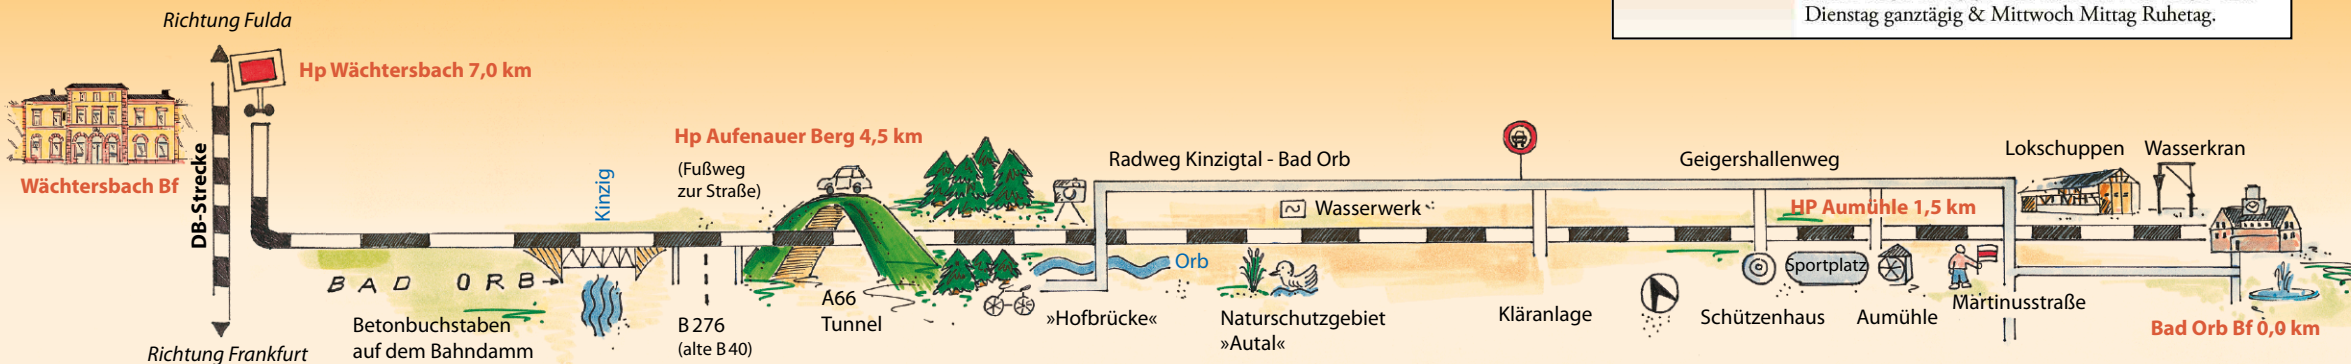 Richtung Fulda
Dienstag ganztägig & Mittwoch Mittag Ruhetag.
Hp Wächtersbach 7,0 km
Wächtersbach Bf
DB-Strecke
Richtung Frankfurt
BAD ORB
Betonbuchstaben
auf dem Bahndamm
Kinzig
Hp Aufenauer Berg 4,5 km
(Fußweg
zur Straße)
B 276
(alte B 40)
A66
Tunnel
»Hofbrücke«
Radweg Kinzigtal - Bad Orb
Wasserwerk
Orb
Naturschutzgebiet
»Autal«
Kläranlage
Geigershallenweg
HP Aumühle 1,5 km
Sportplatz
Schützenhaus
Aumühle
Martinusstraße
Lokschuppen
Wasserkran
Bad Orb Bf 0,0 km